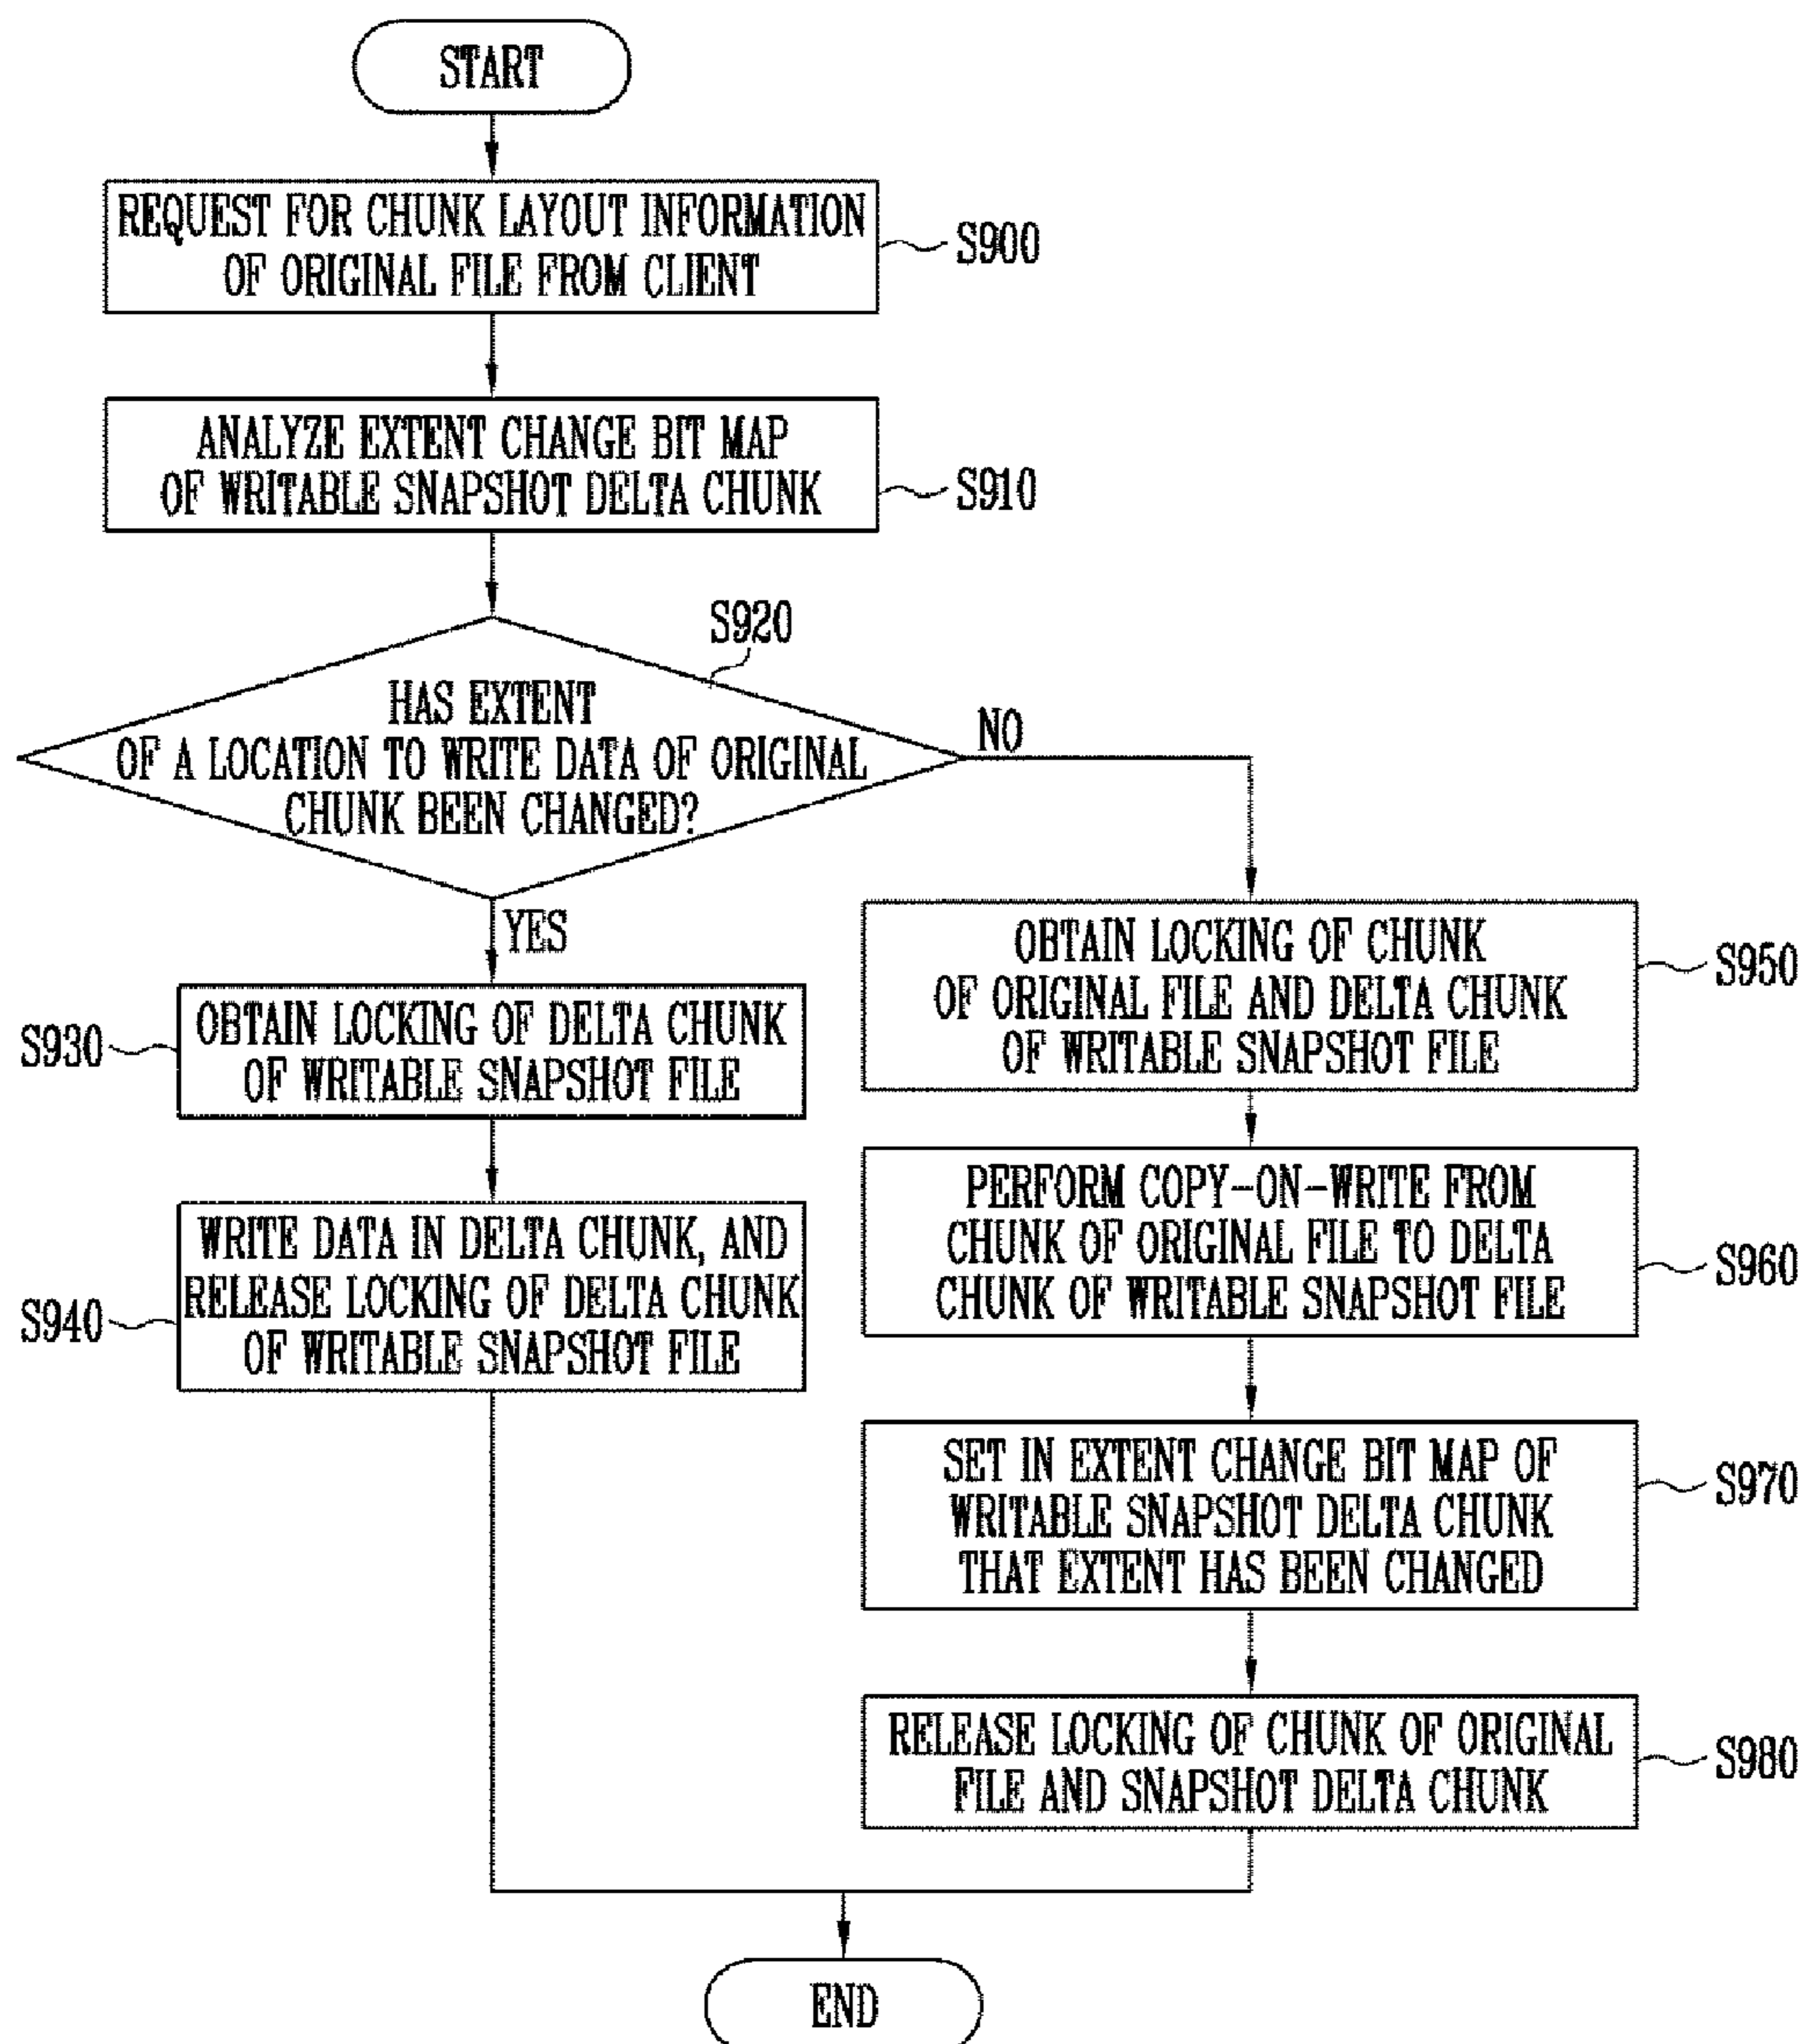 START
REQUEST FOR CHUNK LAYOUT INFORMATION
OF ORIGINAL FILE FROM CLIENT
S900
ANALYZE EXTENT CHANGE BIT MAP
OF WRITABLE SNAPSHOT DELTA CHUNK
S910
S920
HAS EXTENT
OF A LOCATION TO WRITE DATA OF ORIGINAL
CHUNK BEEN CHANGED?
NO
YES
OBTAIN LOCKING OF DELTA CHUNK
OF WRITABLE SNAPSHOT FILE
S930
WRITE DATA IN DELTA CHUNK, AND
RELEASE LOCKING OF DELTA CHUNK
OF WRITABLE SNAPSHOT FILE
S940
OBTAIN LOCKING OF CHUNK
OF ORIGINAL FILE AND DELTA CHUNK
OF WRITABLE SNAPSHOT FILE
S950
PERFORM COPY-ON-WRITE FROM
CHUNK OF ORIGINAL FILE TO DELTA
CHUNK OF WRITABLE SNAPSHOT FILE
S960
SET IN EXTENT CHANGE BIT MAP OF
WRITABLE SNAPSHOT DELTA CHUNK
THAT EXTENT HAS BEEN CHANGED
S970
RELEASE LOCKING OF CHUNK OF ORIGINAL
FILE AND SNAPSHOT DELTA CHUNK
S980
END